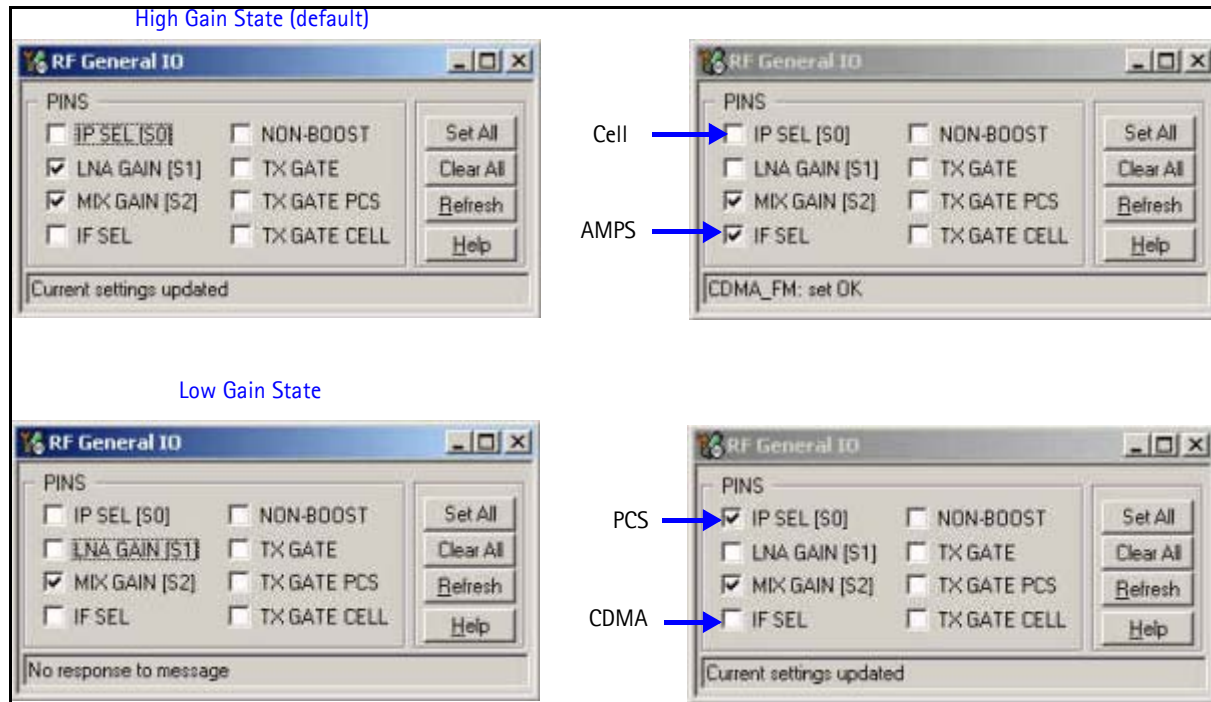 High Gain State (default)
RF General IO
PINS
IP SEL [S0]
NON-BOOST
Set All
LNA GAIN [S1]
TX GATE
Clear All
MIX GAIN [S2]
TX GATE PCS
Refresh
IF SEL
TX GATE CELL
Help
Current settings updated
RF General IO
PINS
Cell
IP SEL [S0]
NON-BOOST
Set All
LNA GAIN [S1]
TX GATE
Clear All
MIX GAIN [S2]
TX GATE PCS
Refresh
AMPS
IF SEL
TX GATE CELL
Help
CDMA_FM: set OK
Low Gain State
RF General IO
PINS
IP SEL [S0]
NON-BOOST
Set All
LNA GAIN [S1]
TX GATE
Clear All
MIX GAIN [S2]
TX GATE PCS
Refresh
IF SEL
TX GATE CELL
Help
No response to message
RF General IO
PINS
PCS
IP SEL [S0]
NON-BOOST
Set All
LNA GAIN [S1]
TX GATE
Clear All
MIX GAIN [S2]
TX GATE PCS
Refresh
CDMA
IF SEL
TX GATE CELL
Help
Current settings updated